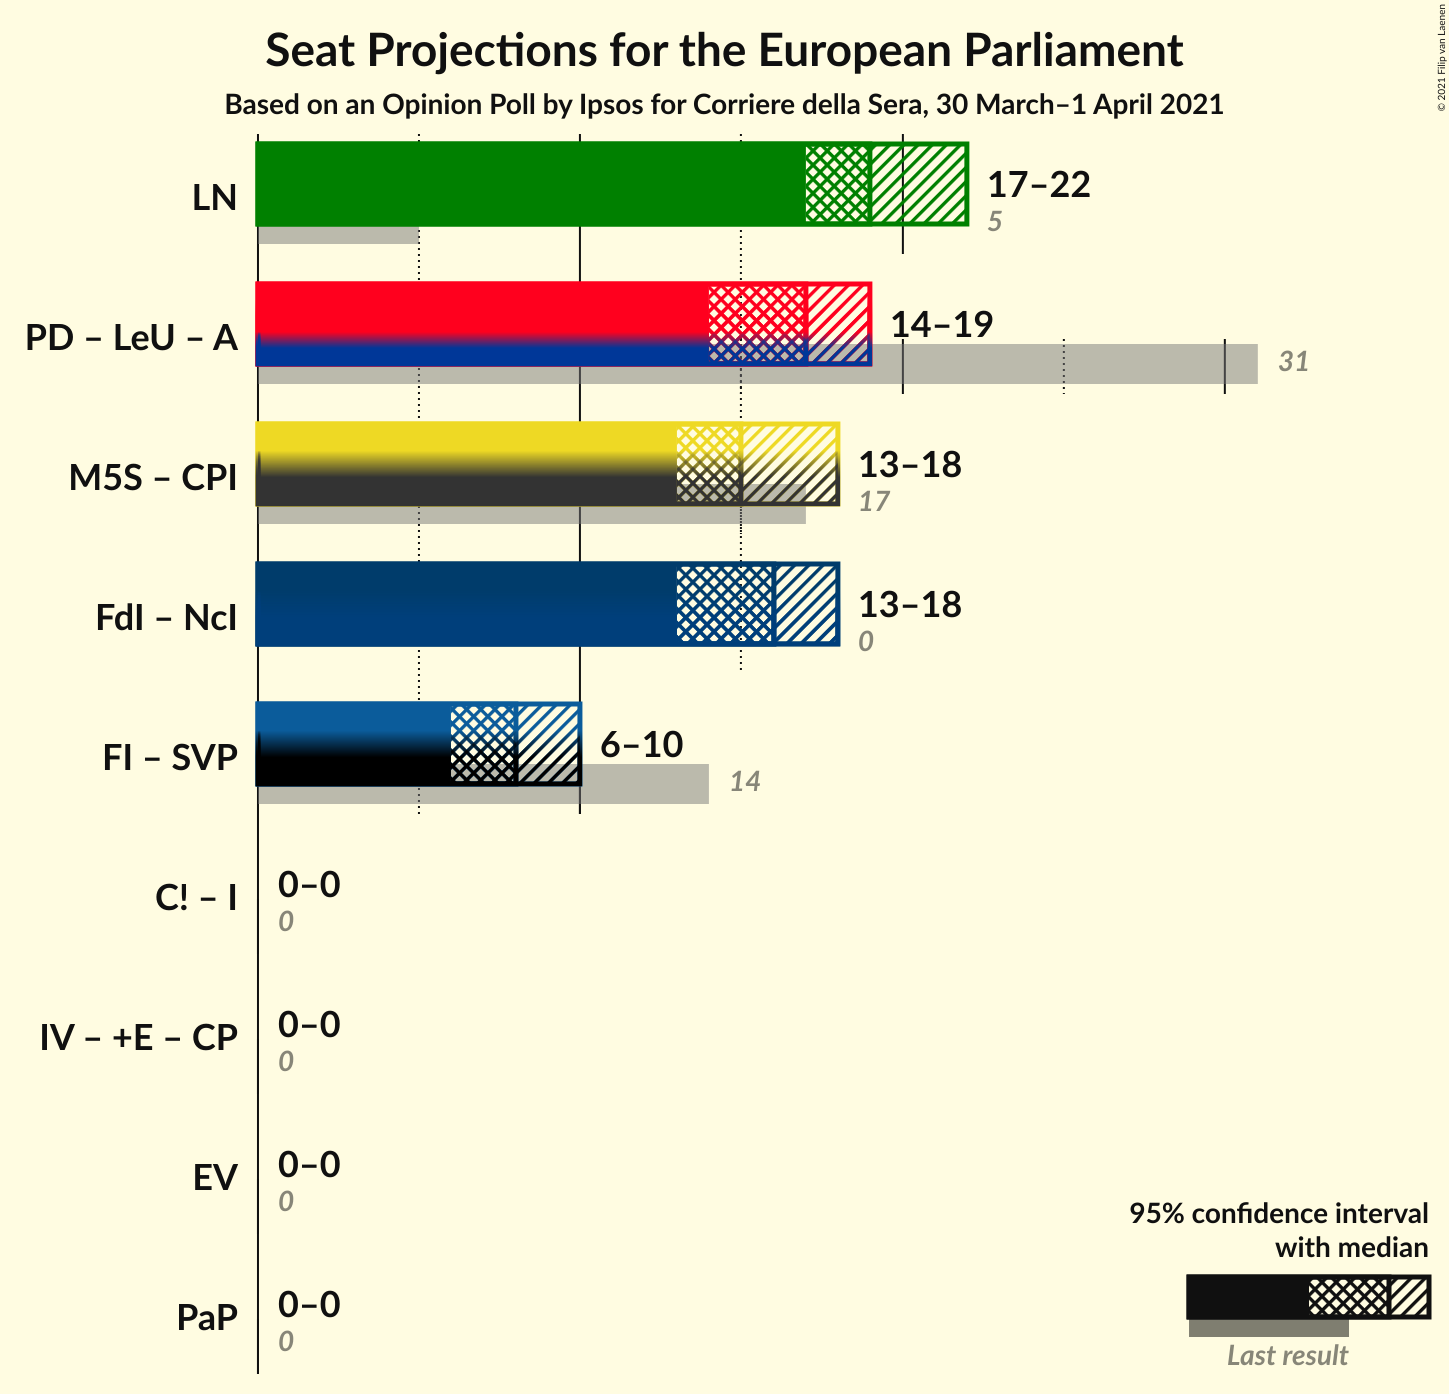 Seat Projections for the European Parliament
Based on an Opinion Poll by Ipsos for Corriere della Sera, 30 March–1 April 2021
© 2021 Filip van Laenen
LN
17–22
5
PD – LeU – A
14–19
31
M5S – CPI
13–18
17
FdI – NcI
13–18
0
FI – SVP
6–10
14
C! – I
0–0
0
IV – +E – CP
0–0
0
EV
0–0
0
PaP
0–0
0
95% confidence interval
with median
Last result